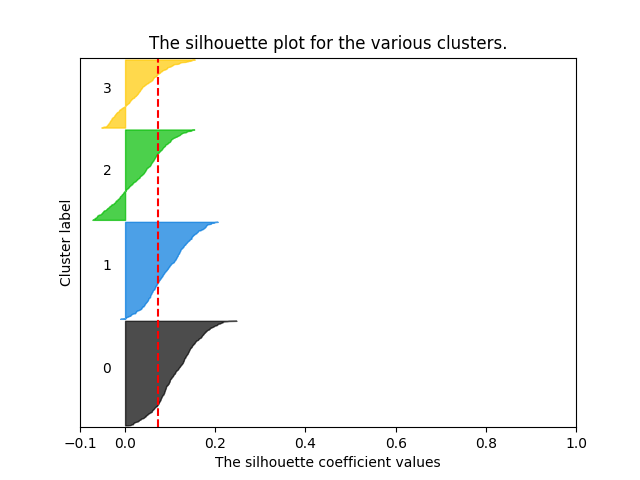 The silhouette plot for the various clusters.
3
2
1
0
Cluster label
−0.1 0.0 0.2 0.4 0.6 0.8 1.0
The silhouette coefficient values